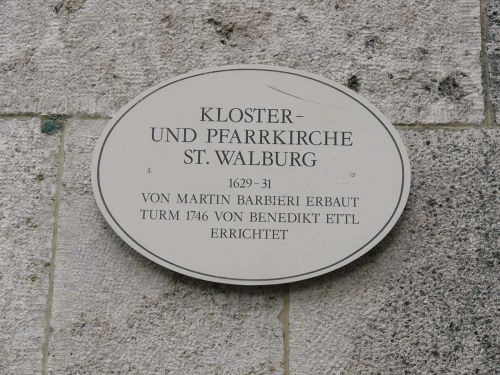 KLOSTER-
UND PFARRKIRCHE
ST. WALBURG
1629-31
VON MARTIN BARBIERI ERBAUT
TURM 1746 VON BENEDIKT ETTL
ERRICHTET